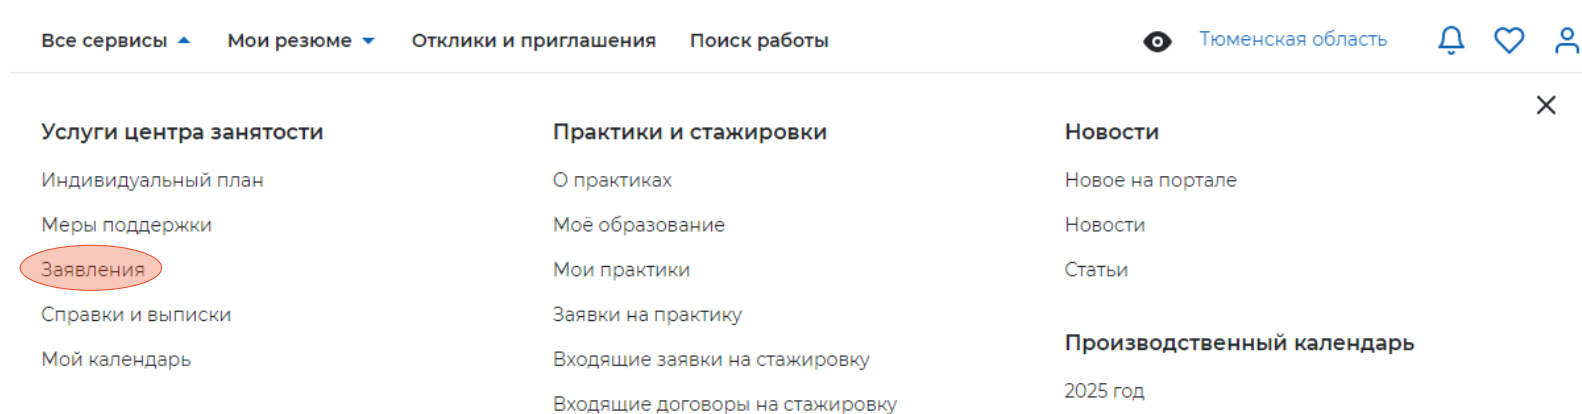 Все сервисы Мои резюме Отклики и приглашения Поиск работы Тюменская область
Услуги центра занятости
Индивидуальный план
Меры поддержки
Заявления
Справки и выписки
Мой календарь
Практики и стажировки
О практиках
Моё образование
Мои практики
Заявки на практику
Входящие заявки на стажировку
Входящие договоры на стажировку
Новости
Новое на портале
Новости
Статьи
Производственный календарь
2025 год